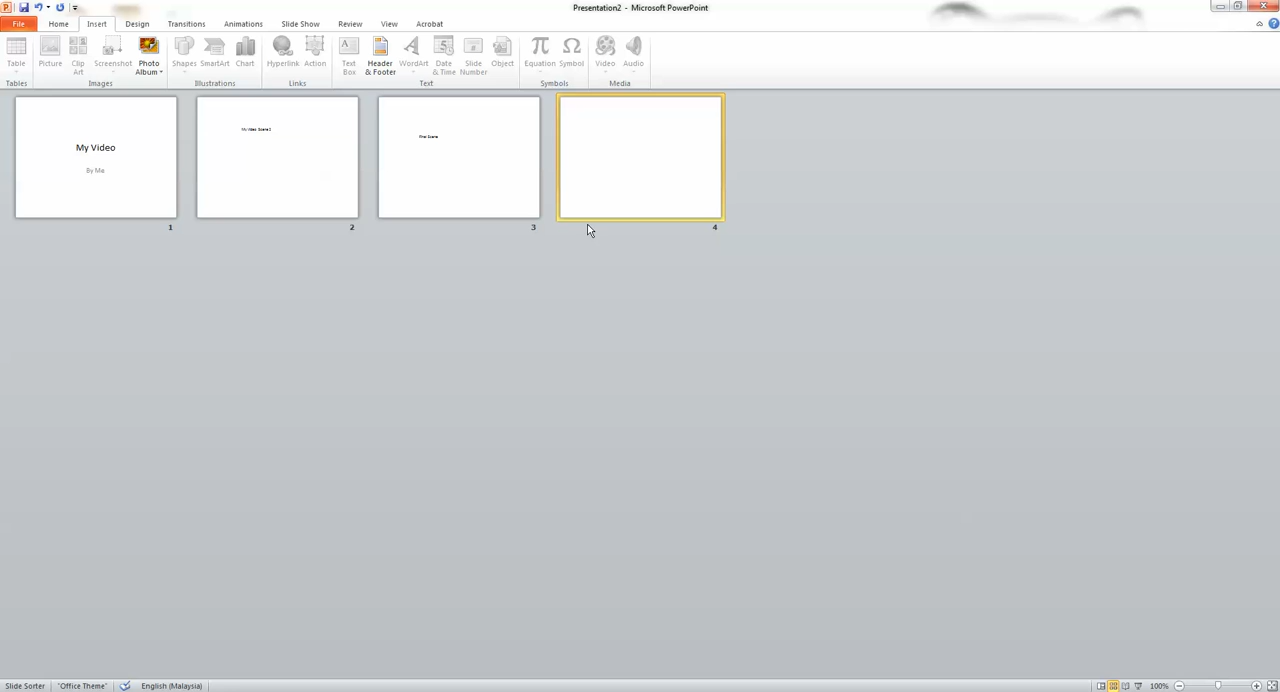 Presentation2 - Microsoft PowerPoint
File Home Insert Design Transitions Animations Slide Show Review View Acrobat
Table Picture Clip Art Screenshot Photo Album Shapes SmartArt Chart Hyperlink Action Text Box Header & Footer WordArt Date & Time Slide Number Object Equation Symbol Video Audio
Tables Images Illustrations Links Text Symbols Media
My Video
By Me
1
My Video Scene
2
3
4
Slide Sorter "Office Theme" English (Malaysia) 100%